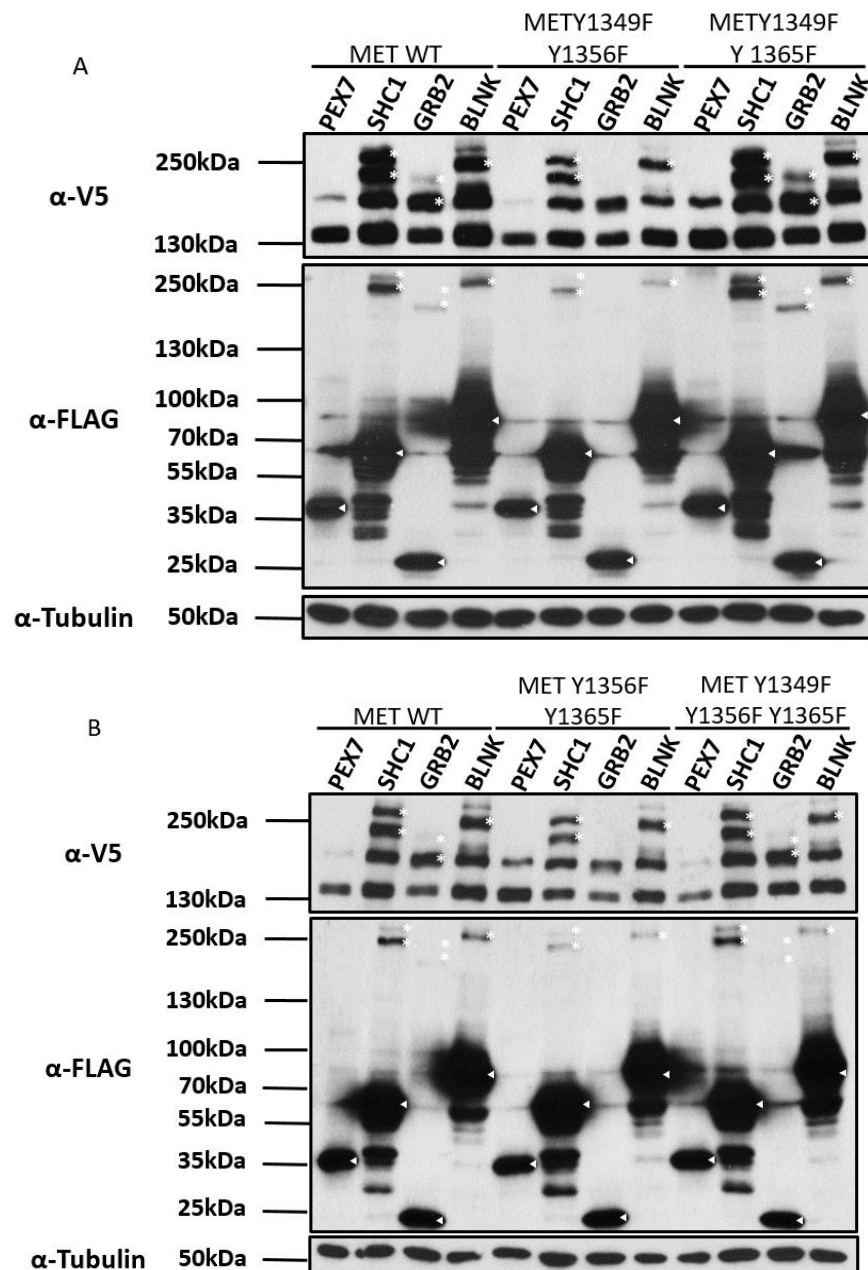 A
MET WT
METY1349F
Y1356F
METY1349F
Y 1365F
PEX7 SHC1 GRB2 BLNK PEX7 SHC1 GRB2 BLNK PEX7 SHC1 GRB2 BLNK
α-V5
250kDa
130kDa
α-FLAG
250kDa
130kDa
100kDa
70kDa
55kDa
35kDa
25kDa
α-Tubulin
50kDa
B
MET WT
MET Y1356F
Y1365F
MET Y1349F
Y1356F Y1365F
PEX7 SHC1 GRB2 BLNK PEX7 SHC1 GRB2 BLNK PEX7 SHC1 GRB2 BLNK
α-V5
250kDa
130kDa
α-FLAG
250kDa
130kDa
100kDa
70kDa
55kDa
35kDa
25kDa
α-Tubulin
50kDa